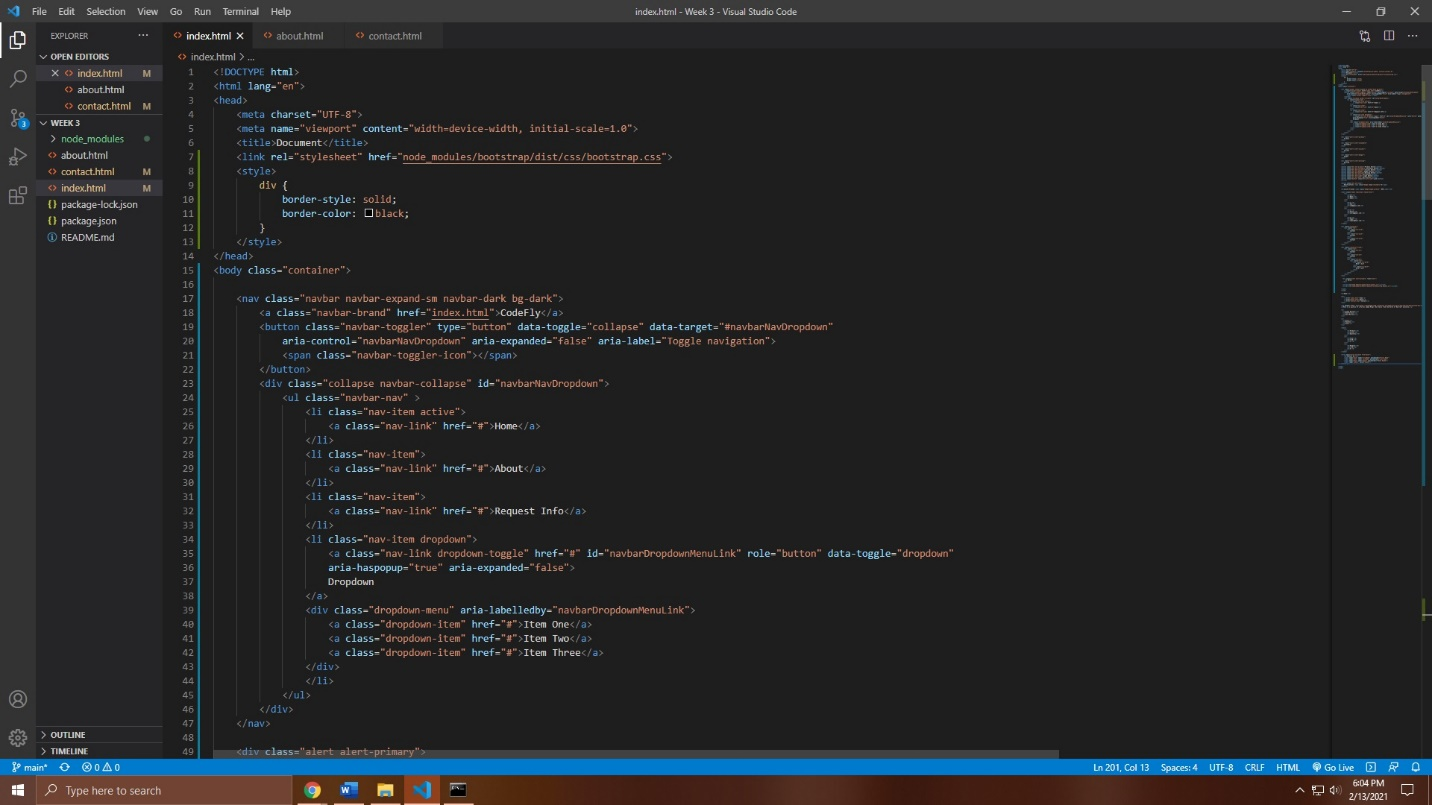 File Edit Selection View Go Run Terminal Help
index.html - Week 3 - Visual Studio Code
EXPLORER
OPEN EDITORS
index.html M
about.html
contact.html M
WEEK 3
node_modules
about.html
contact.html M
index.html M
package-lock.json
package.json
README.md
OUTLINE
TIMELINE
index.html about.html contact.html
index.html > ...
1 <!DOCTYPE html>
2 <html lang="en">
3 <head>
4 <meta charset="UTF-8">
5 <meta name="viewport" content="width=device-width, initial-scale=1.0">
6 <title>Document</title>
7 <link rel="stylesheet" href="node_modules/bootstrap/dist/css/bootstrap.css">
8 <style>
9 div {
10 border-style: solid;
11 border-color: black;
12 }
13 </style>
14 </head>
15 <body class="container">
16
17 <nav class="navbar navbar-expand-sm navbar-dark bg-dark">
18 <a class="navbar-brand" href="index.html">CodeFly</a>
19 <button class="navbar-toggler" type="button" data-toggle="collapse" data-target="#navbarNavDropdown"
20 aria-control="navbarNavDropdown" aria-expanded="false" aria-label="Toggle navigation">
21 <span class="navbar-toggler-icon"></span>
22 </button>
23 <div class="collapse navbar-collapse" id="navbarNavDropdown">
24 <ul class="navbar-nav" >
25 <li class="nav-item active">
26 <a class="nav-link" href="#">Home</a>
27 </li>
28 <li class="nav-item">
29 <a class="nav-link" href="#">About</a>
30 </li>
31 <li class="nav-item">
32 <a class="nav-link" href="#">Request Info</a>
33 </li>
34 <li class="nav-item dropdown">
35 <a class="nav-link dropdown-toggle" href="#" id="navbarDropdownMenuLink" role="button" data-toggle="dropdown"
36 aria-haspopup="true" aria-expanded="false">
37 Dropdown
38 </a>
39 <div class="dropdown-menu" aria-labelledby="navbarDropdownMenuLink">
40 <a class="dropdown-item" href="#">Item One</a>
41 <a class="dropdown-item" href="#">Item Two</a>
42 <a class="dropdown-item" href="#">Item Three</a>
43 </div>
44 </li>
45 </ul>
46 </div>
47 </nav>
48
49 <div class="alert alert-primary">
3
main* 0 0 Ln 201, Col 13 Spaces: 4 UTF-8 CRLF HTML Go Live
Type here to search
6:04 PM
2/13/2021